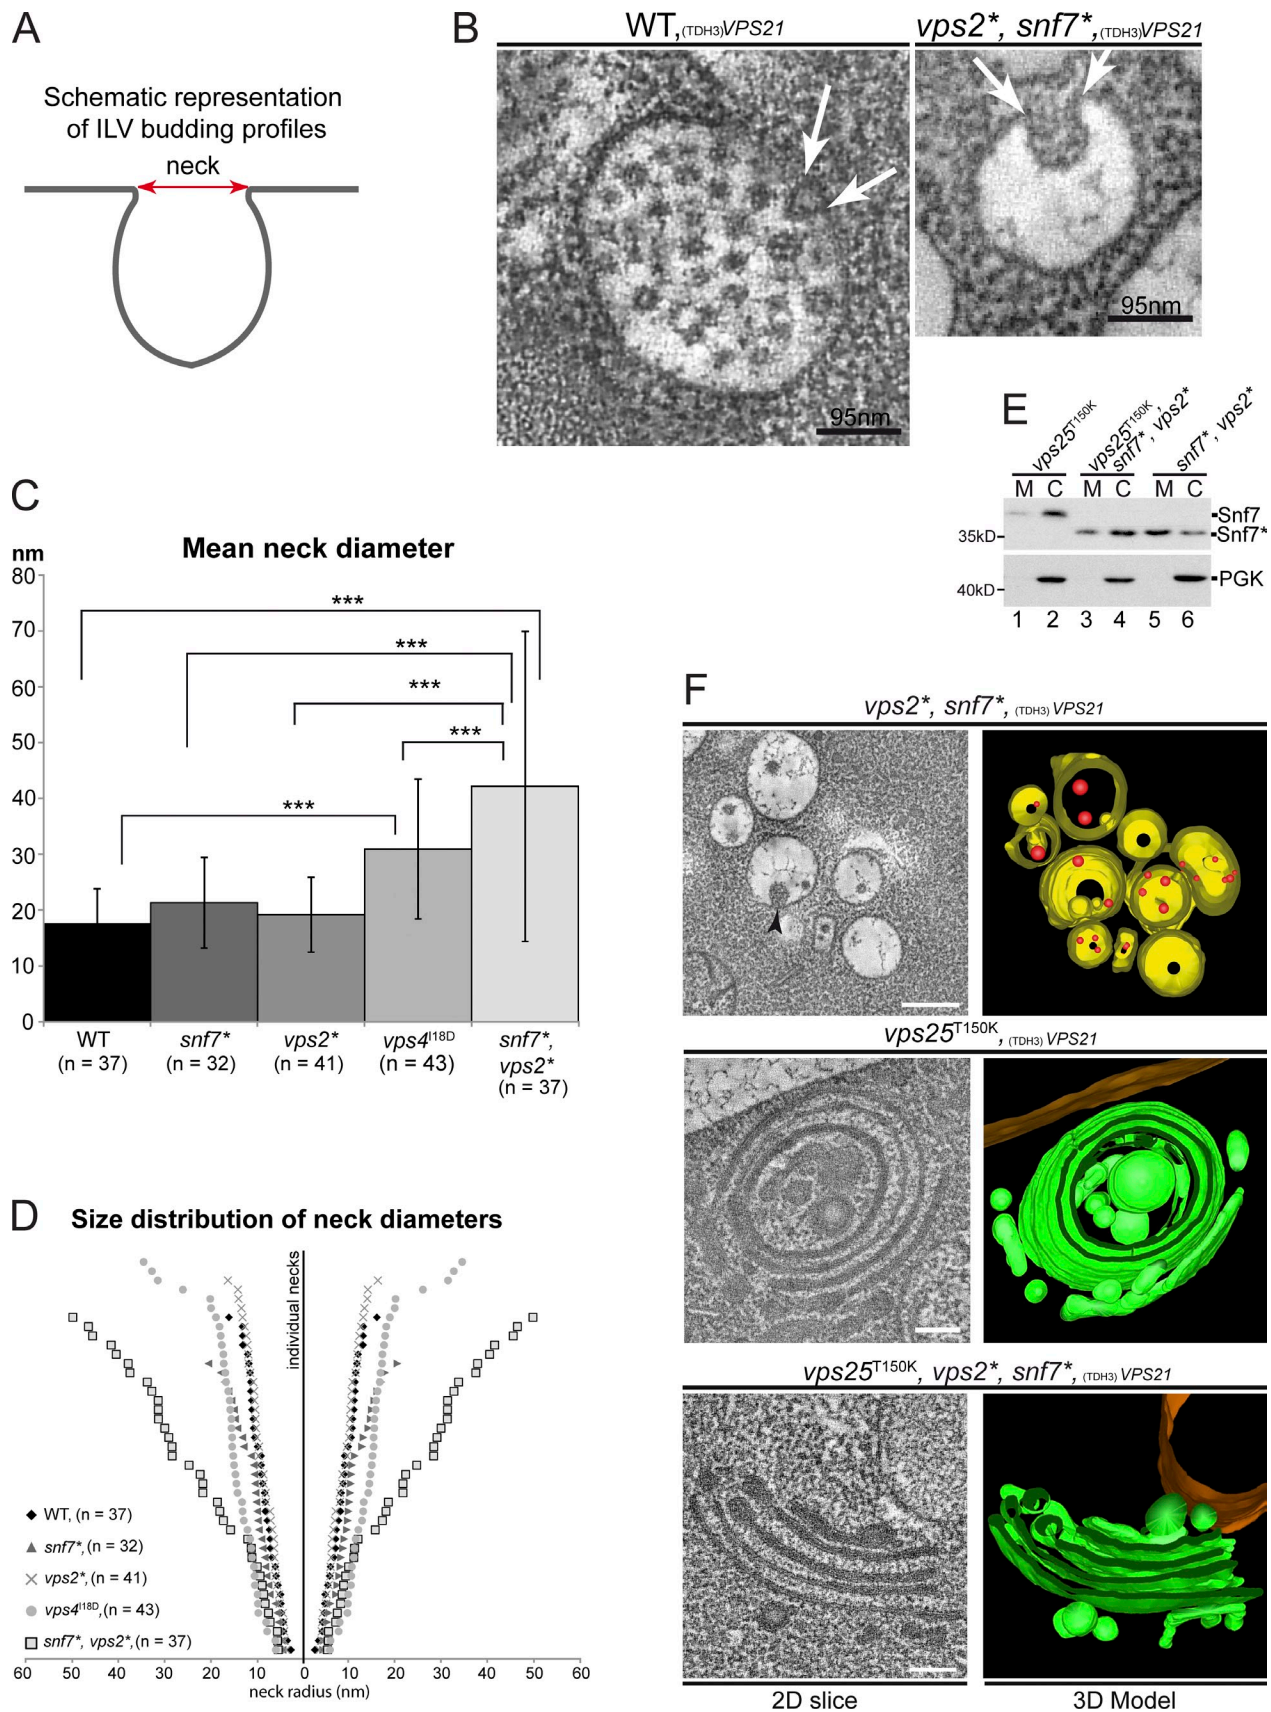 A
Schematic representation
of ILV budding profiles
neck
B
WT,(TDH3)VPS21
95nm
vps2*, snf7*,(TDH3)VPS21
95nm
C
Mean neck diameter
nm
80
70
60
50
40
30
20
10
0
***
***
***
***
***
WT
(n = 37)
snf7*
(n = 32)
vps2*
(n = 41)
vps4I18D
(n = 43)
snf7*,
vps2*
(n = 37)
D
Size distribution of neck diameters
individual necks
WT, (n = 37)
snf7*, (n = 32)
vps2*, (n = 41)
vps4I18D, (n = 43)
snf7*, vps2*, (n = 37)
60 50 40 30 20 10 0 10 20 30 40 50 60
neck radius (nm)
E
vps25T150K
vps25T150K,
snf7*, vps2*
snf7*, vps2*
M C M C M C
Snf7
Snf7*
35kD
PGK
40kD
1 2 3 4 5 6
F
vps2*, snf7*, (TDH3) VPS21
vps25T150K, (TDH3) VPS21
vps25T150K, vps2*, snf7*, (TDH3) VPS21
2D slice
3D Model